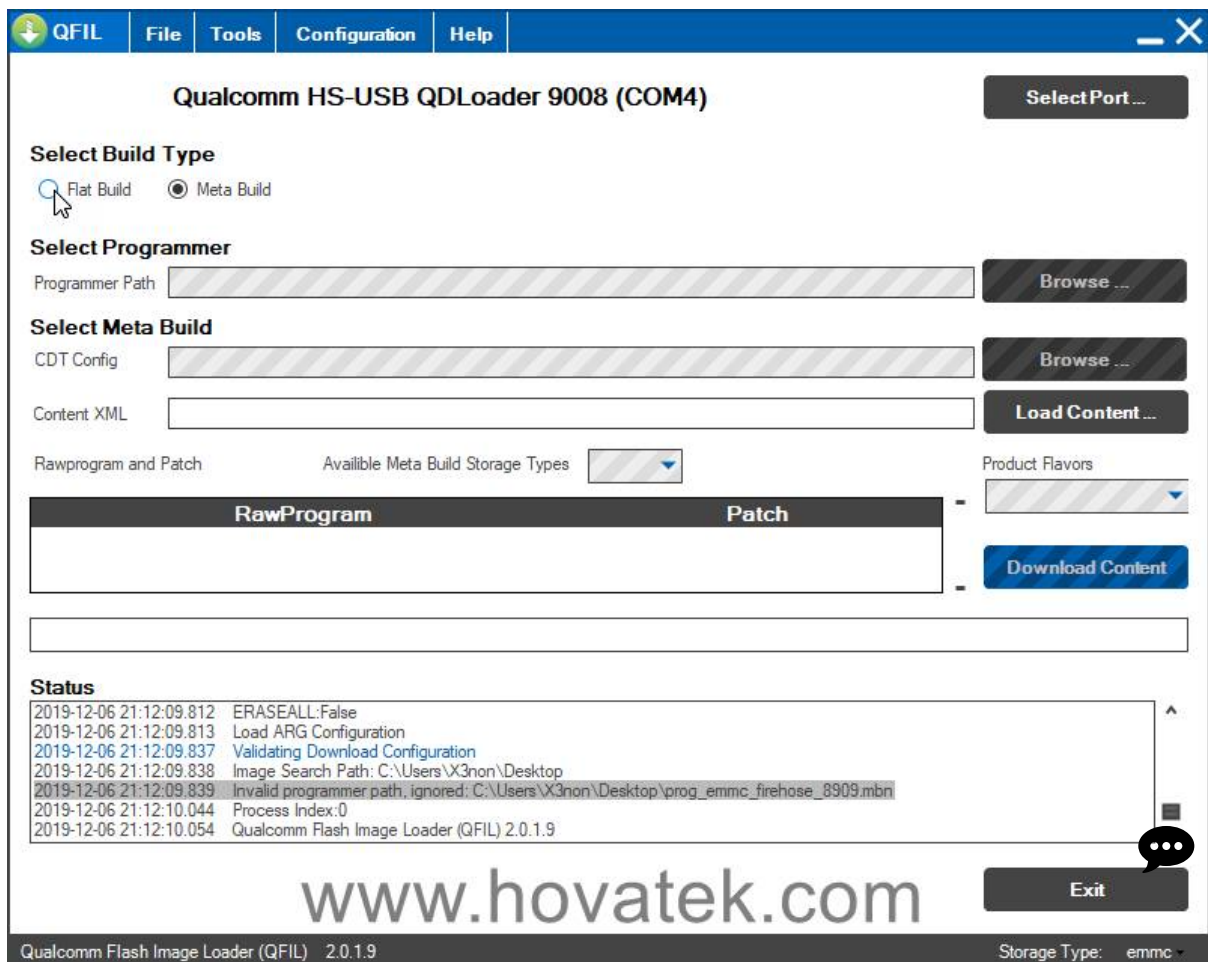 QFIL File Tools Configuration Help
Qualcomm HS-USB QDLoader 9008 (COM4)
Select Port ...
Select Build Type
Flat Build Meta Build
Select Programmer
Programmer Path Browse ...
Select Meta Build
CDT Config Browse ...
Content XML Load Content ...
Rawprogram and Patch Availible Meta Build Storage Types Product Flavors
RawProgram Patch
Download Content
Status
2019-12-06 21:12:09.812 ERASEALL:False
2019-12-06 21:12:09.813 Load ARG Configuration
2019-12-06 21:12:09.837 Validating Download Configuration
2019-12-06 21:12:09.838 Image Search Path: C:\Users\X3non\Desktop
2019-12-06 21:12:09.839 Invalid programmer path, ignored: C:\Users\X3non\Desktop\prog_emmc_firehose_8909.mbn
2019-12-06 21:12:10.044 Process Index:0
2019-12-06 21:12:10.054 Qualcomm Flash Image Loader (QFIL) 2.0.1.9
www.hovatek.com
Exit
Qualcomm Flash Image Loader (QFIL) 2.0.1.9 Storage Type: emmc